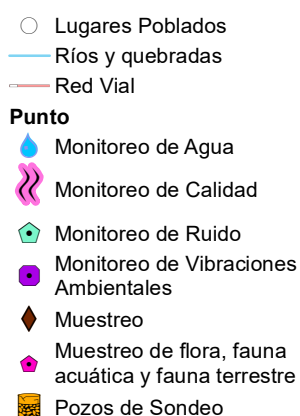 Lugares Poblados
Ríos y quebradas
Red Vial
Punto
Monitoreo de Agua
Monitoreo de Calidad
Monitoreo de Ruido
Monitoreo de Vibraciones
Ambientales
Muestreo
Muestreo de flora, fauna
acuática y fauna terrestre
Pozos de Sondeo